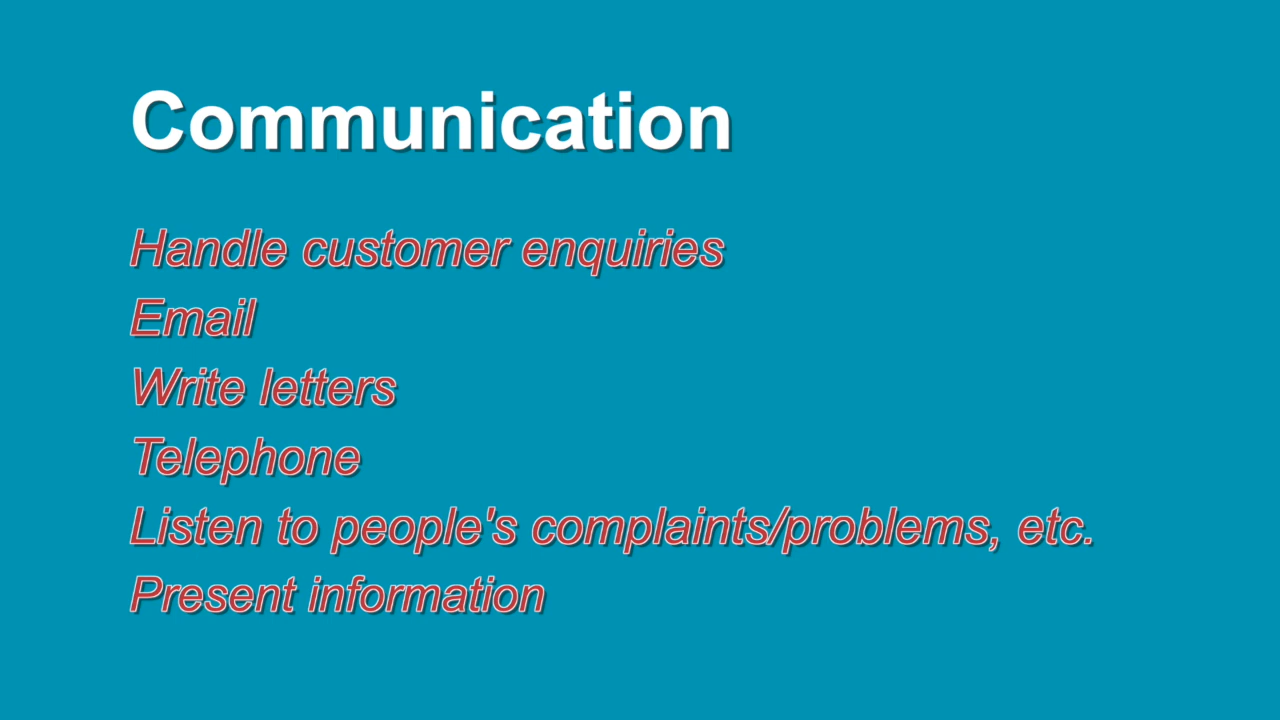 Communication
Handle customer enquiries
Email
Write letters
Telephone
Listen to people's complaints/problems, etc.
Present information